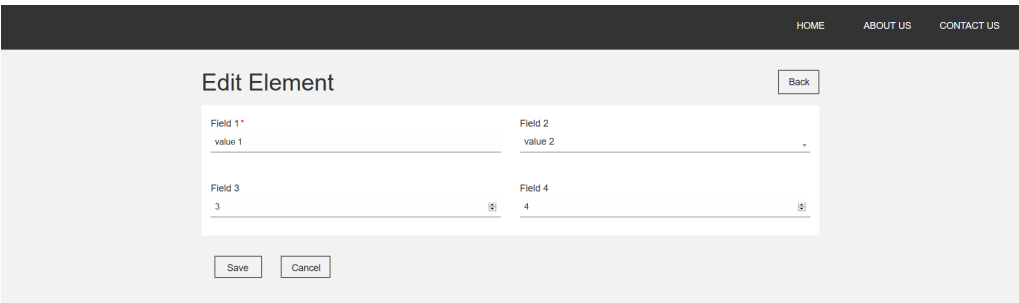 HOME ABOUT US CONTACT US
Edit Element Back
Field 1* Field 2
value 1 value 2
Field 3 Field 4
3 4
Save Cancel